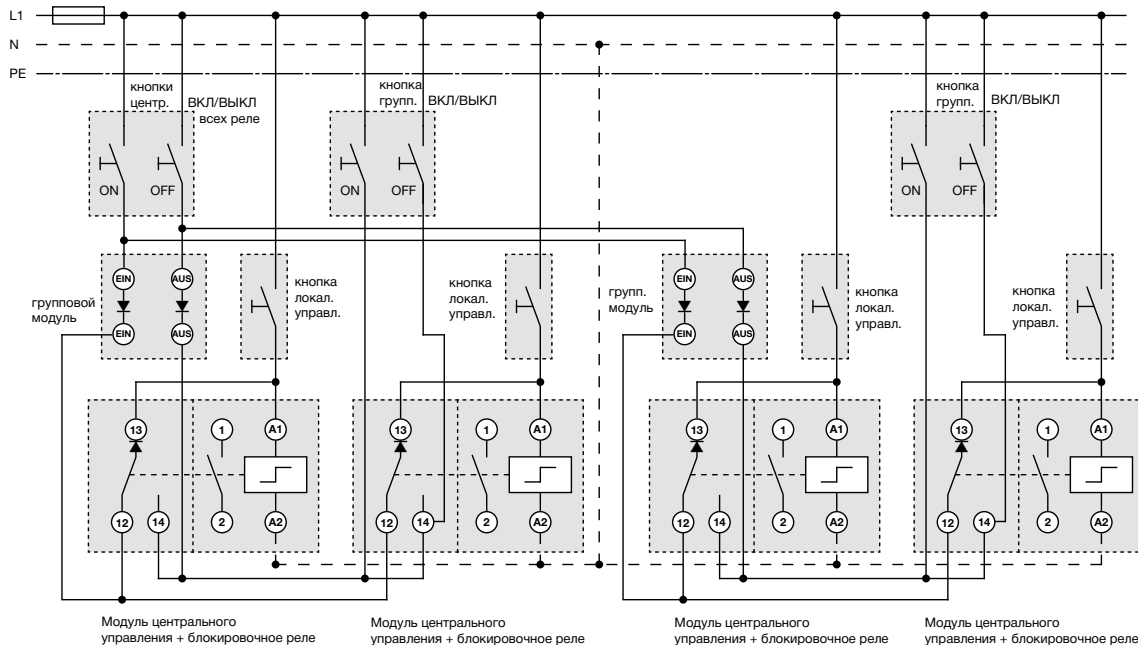 L1
N
PE
кнопки
центр.
ВКЛ/ВЫКЛ
всех реле
ON
OFF
кнопка
групп.
ВКЛ/ВЫКЛ
ON
OFF
кнопка
групп.
ВКЛ/ВЫКЛ
ON
OFF
групповой
модуль
EIN
AUS
EIN
AUS
кнопка
локал.
управл.
кнопка
локал.
управл.
групп.
модуль
EIN
AUS
EIN
AUS
кнопка
локал.
управл.
кнопка
локал.
управл.
13
1
A1
12
14
2
A2
13
1
A1
12
14
2
A2
13
1
A1
12
14
2
A2
13
1
A1
12
14
2
A2
Модуль центрального
управления + блокировочное реле
Модуль центрального
управления + блокировочное реле
Модуль центрального
управления + блокировочное реле
Модуль центрального
управления + блокировочное реле